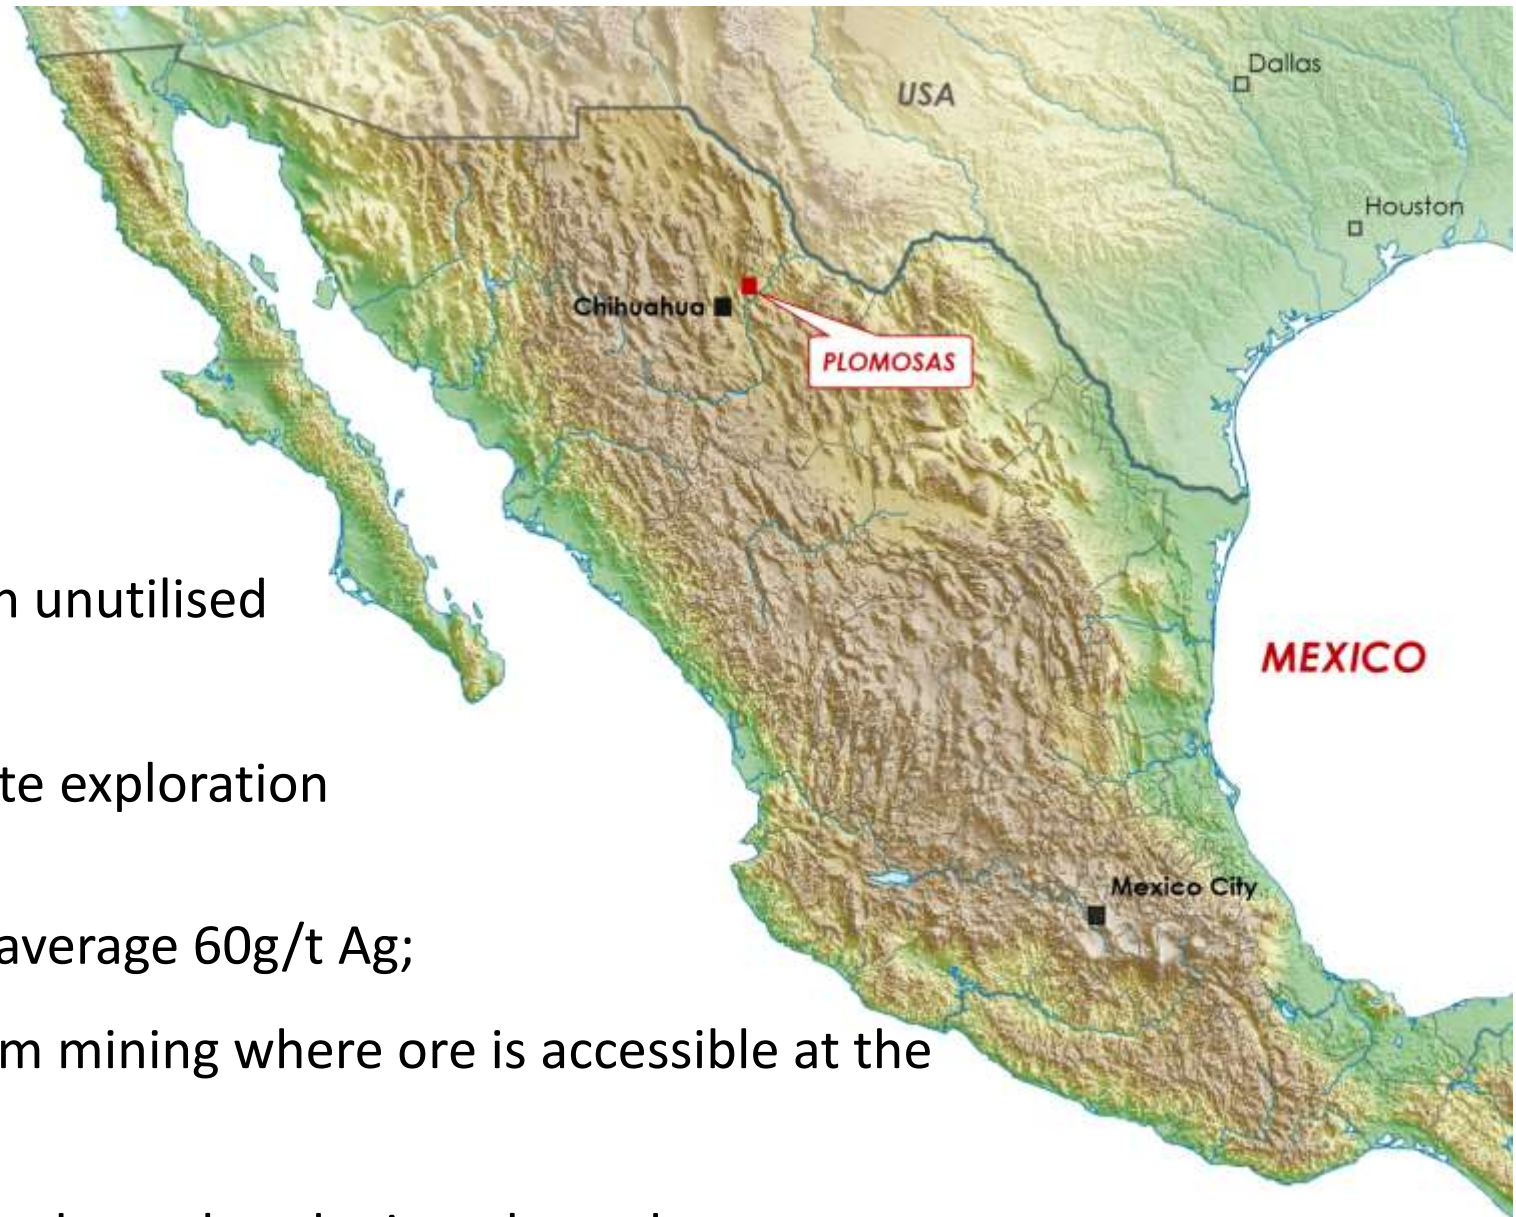 Dallas
USA
Houston
Chihuahua
PLOMOSAS
unutilised
MEXICO
exploration
Mexico City
average 60g/t Ag;
mining where ore is accessible at the